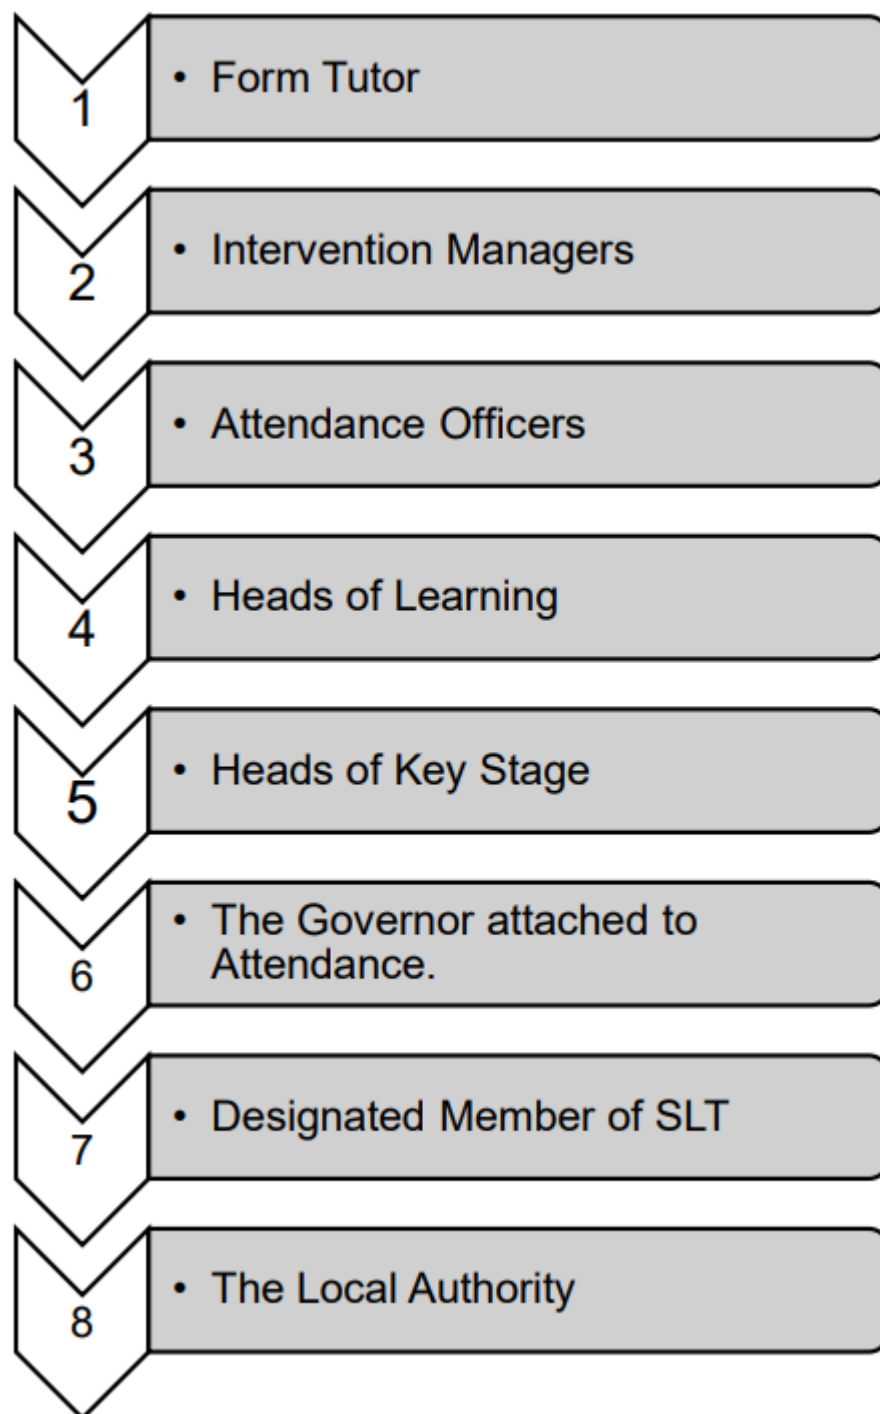 1
• Form Tutor
2
• Intervention Managers
3
• Attendance Officers
4
• Heads of Learning
5
• Heads of Key Stage
6
• The Governor attached to
Attendance.
7
• Designated Member of SLT
8
• The Local Authority